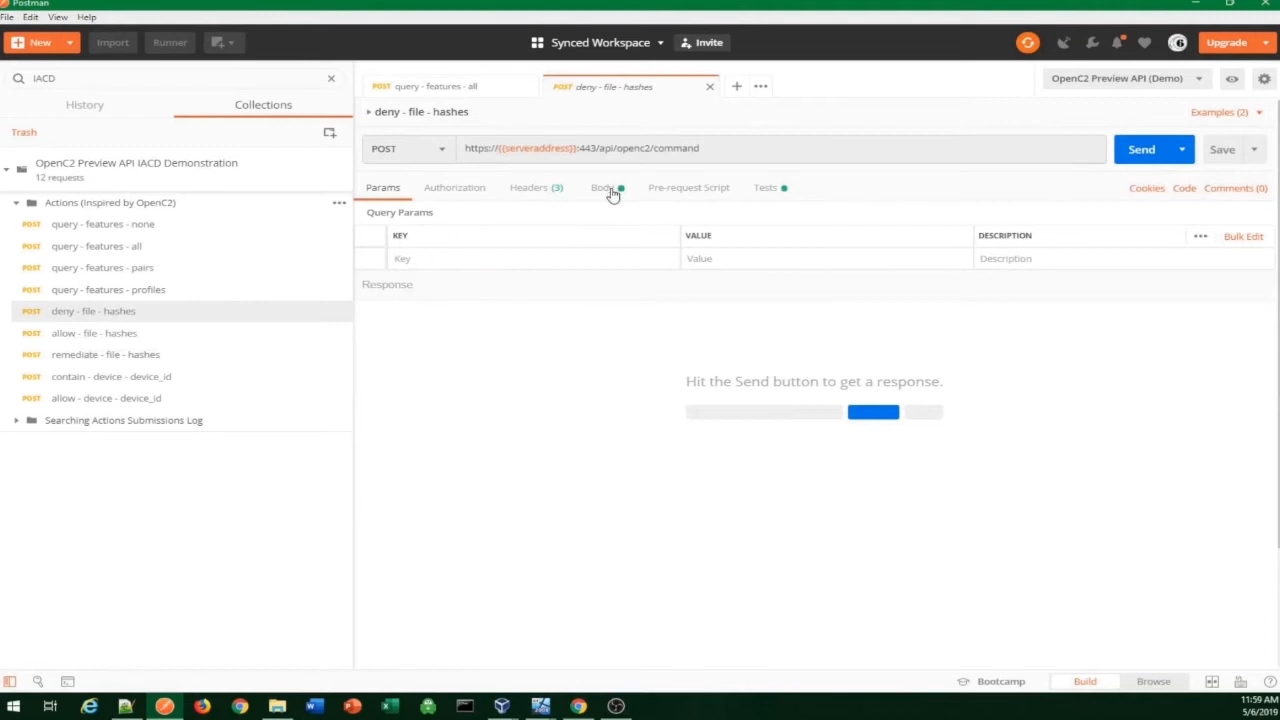 Postman
File Edit View Help
New Import Runner Synced Workspace Invite Upgrade
IACD
History Collections
Trash
OpenC2 Preview API IACD Demonstration
12 requests
Actions (Inspired by OpenC2)
POST query - features - none
POST query - features - all
POST query - features - pairs
POST query - features - profiles
POST deny - file - hashes
POST allow - file - hashes
POST remediate - file - hashes
POST contain - device - device_id
POST allow - device - device_id
Searching Actions Submissions Log
POST query - features - all POST deny - file - hashes OpenC2 Preview API (Demo)
deny - file - hashes Examples (2)
POST https://{{serveraddress}}:443/api/openc2/command Send Save
Params Authorization Headers (3) Body Pre-request Script Tests Cookies Code Comments (0)
Query Params
KEY VALUE DESCRIPTION Bulk Edit
Key Value Description
Response
Hit the Send button to get a response.
Bootcamp Build Browse
11:59 AM
5/6/2019